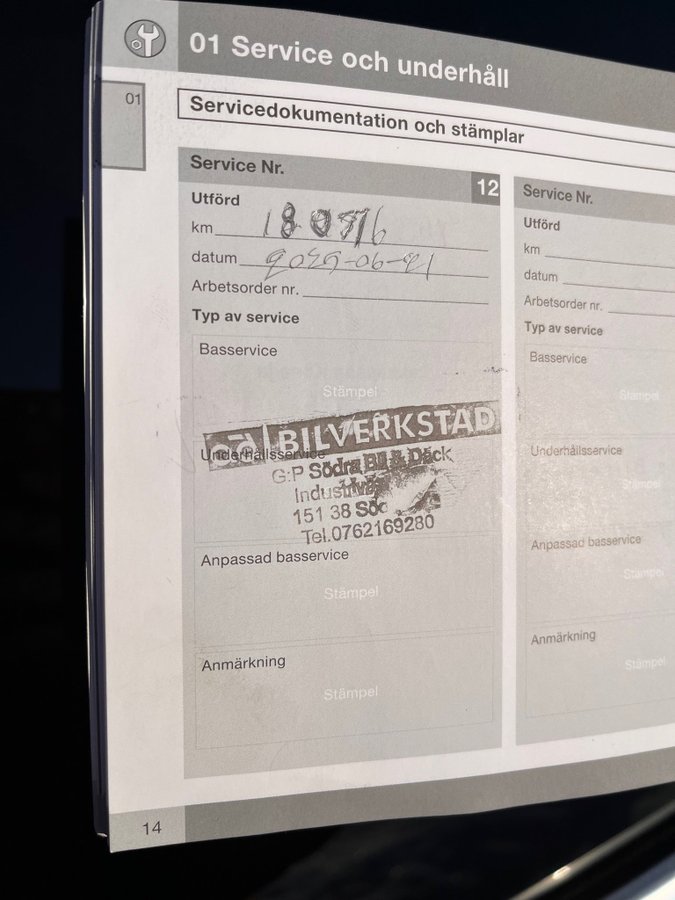 01 Service och underhåll
01
Servicedokumentation och stämplar
Service Nr. 12
Utförd
km
datum
Arbetsorder nr.
Typ av service
Basservice
Stämpel
ad BILVERKSTAD
Underhållsservice
G:P Södra Bil & Däck
151 38
Tel.0762169280
Anpassad basservice
Stämpel
Anmärkning
Stämpel
14
Service Nr.
Utförd
km
datum
Arbetsorder nr.
Typ av service
Basservice
Stämpel
Underhållsservice
Stämpel
Anpassad basservice
Stämpel
Anmärkning
Stämpel